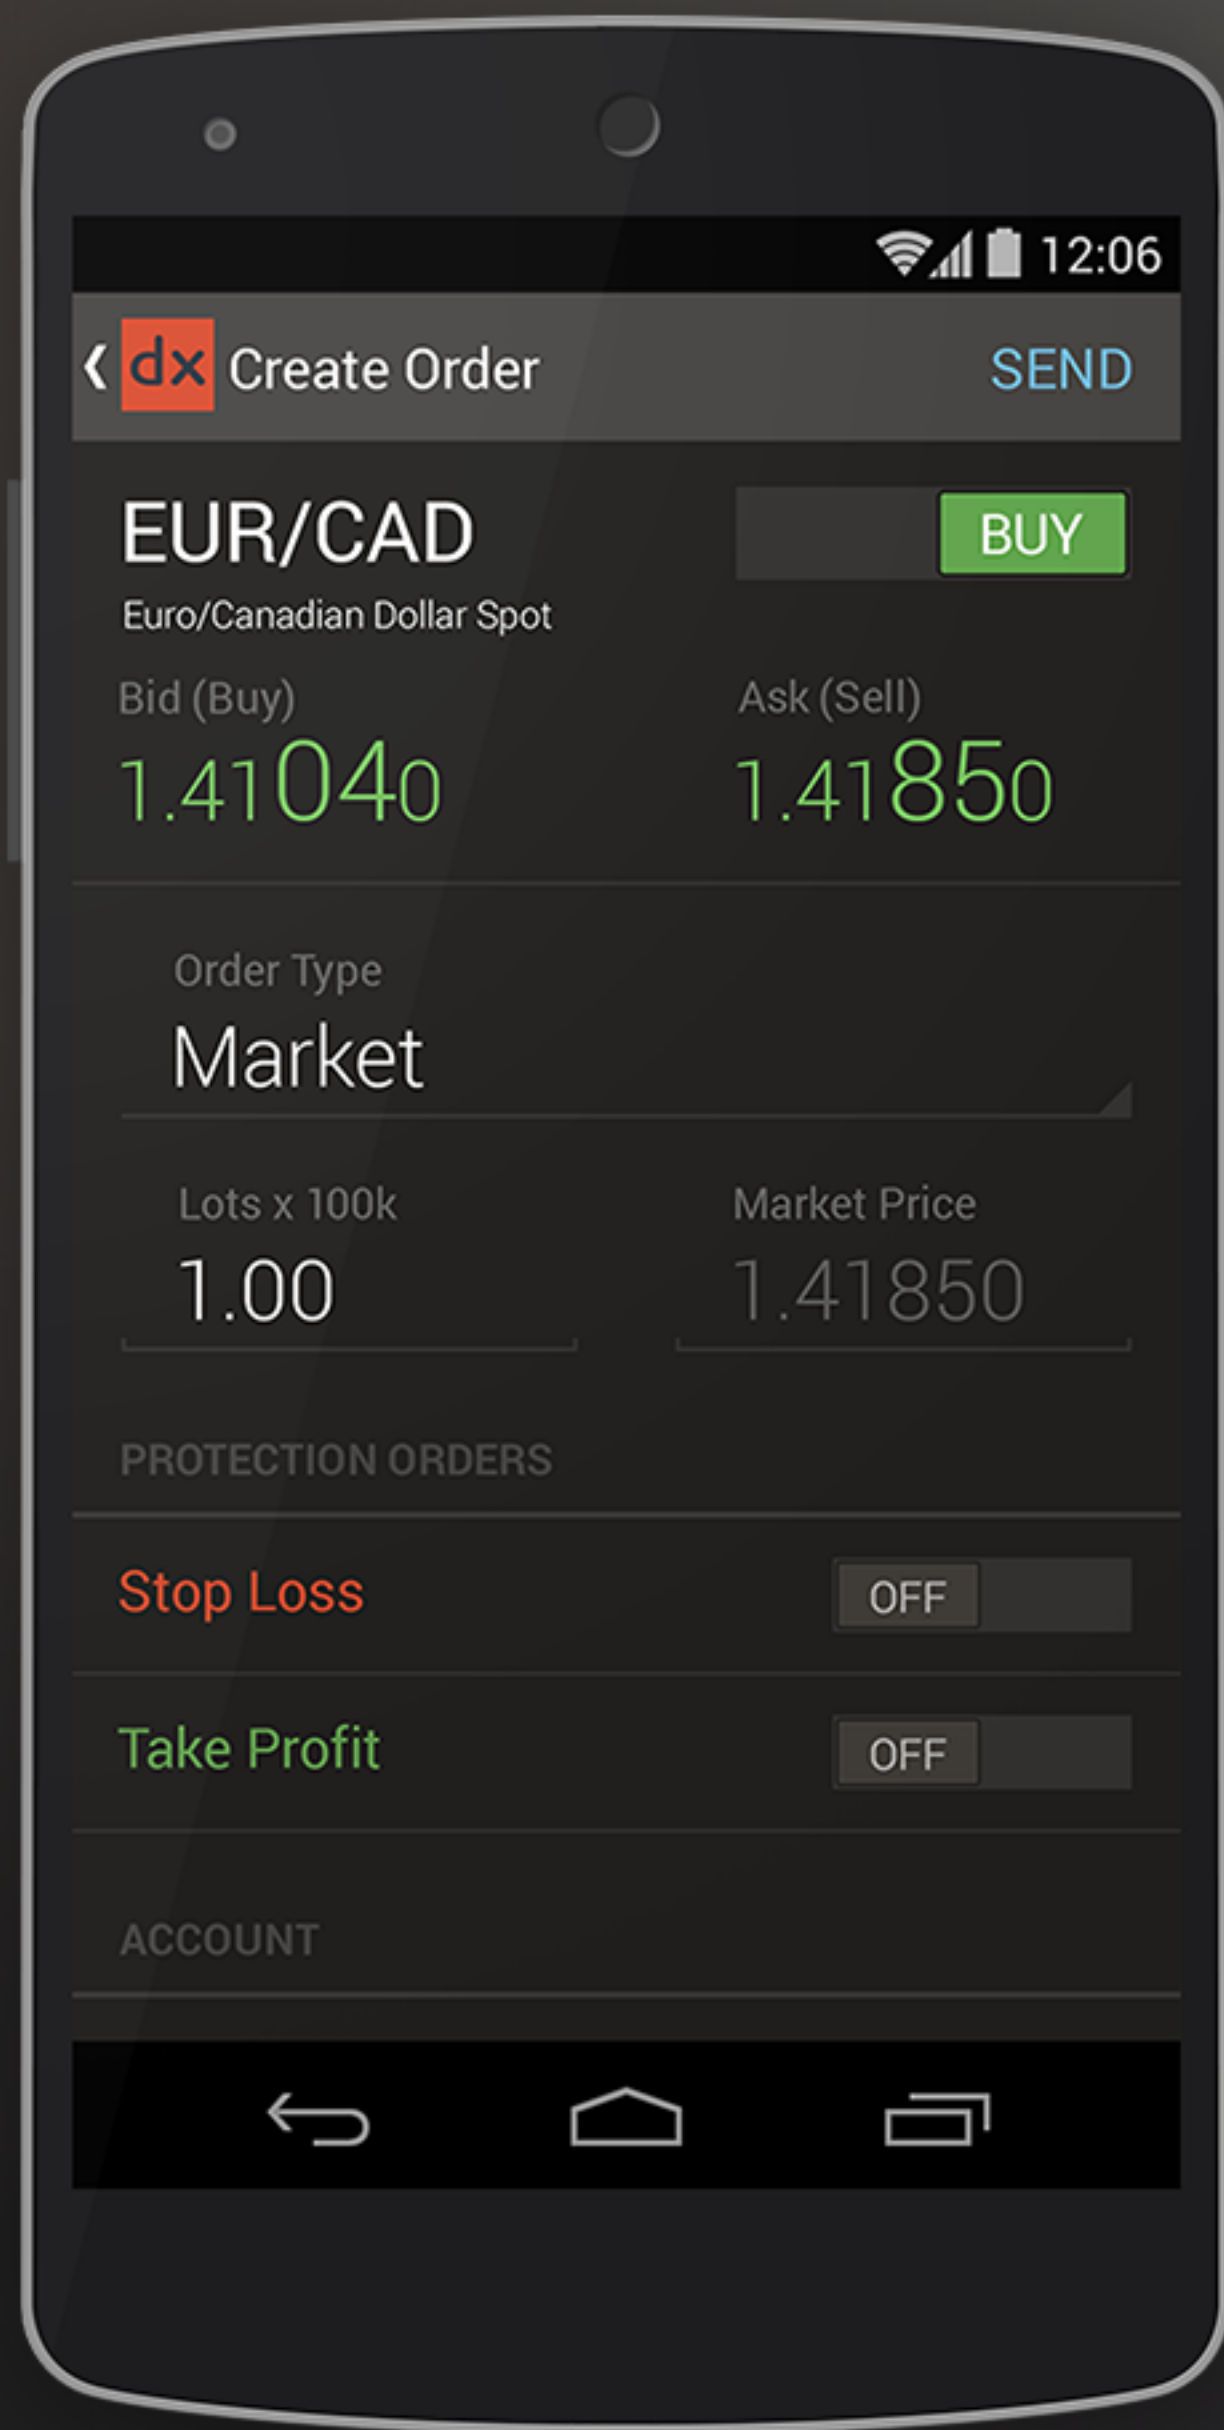 12:06
dx Create Order SEND
EUR/CAD BUY
Euro/Canadian Dollar Spot
Bid (Buy) Ask (Sell)
1.41040 1.41850
Order Type
Market
Lots x 100k Market Price
1.00 1.41850
PROTECTION ORDERS
Stop Loss OFF
Take Profit OFF
ACCOUNT